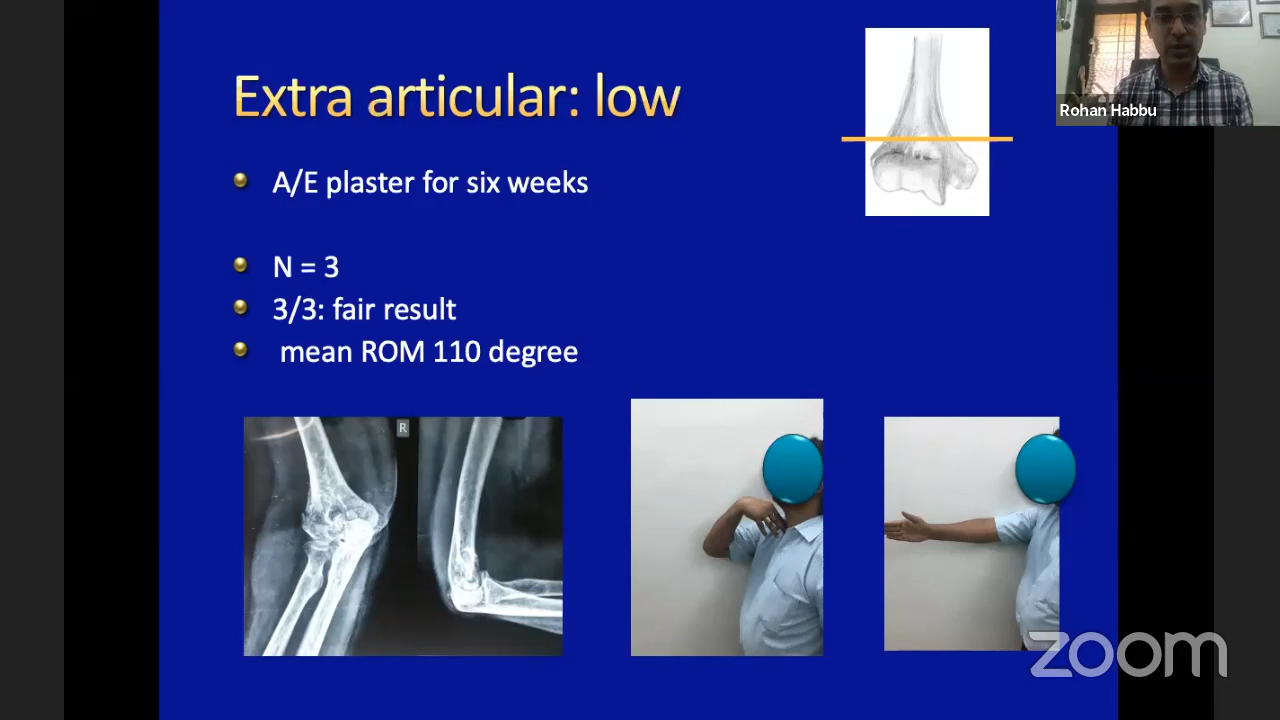 Extra articular: low
Rohan Habbu
A/E plaster for six weeks
N = 3
3/3: fair result
mean ROM 110 degree
R
zoom